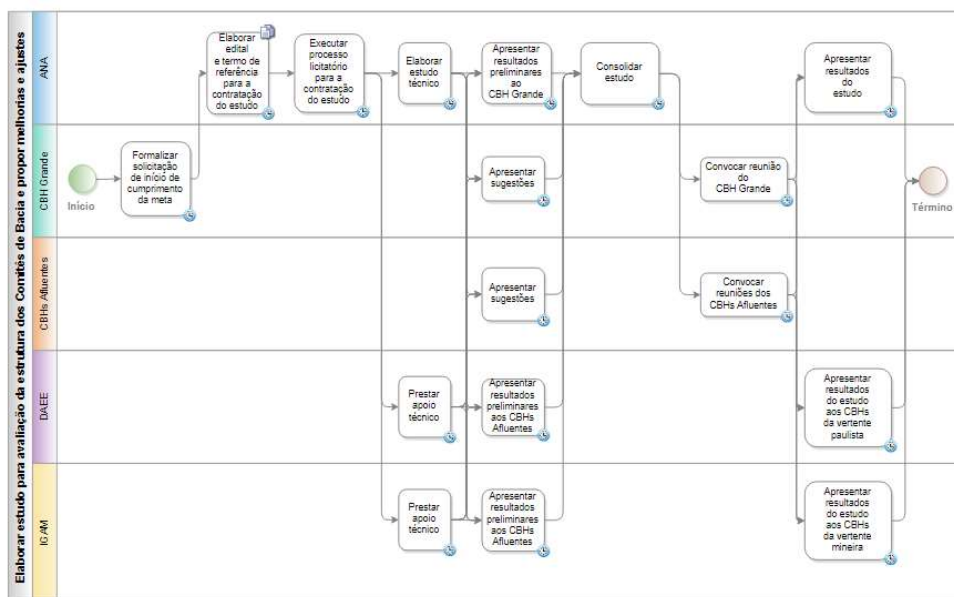 Elaborar estudo para avaliação da estrutura dos Comitês de Bacia e propor melhorias e ajustes
ANA
Elaborar
edital
e termo de
referência
para a
contratação
do estudo
Executar
processo
licitatório
para a
contratação
do estudo
Elaborar
estudo
técnico
Apresentar
resultados
preliminares
ao
CBH Grande
Consolidar
estudo
Apresentar
resultados
do
estudo
CBH Grande
Início
Formalizar
solicitação
de início de
cumprimento
da meta
Apresentar
sugestões
Convocar reunião
do
CBH Grande
Término
CBHs Afluentes
Apresentar
sugestões
Convocar
reuniões dos
CBHs Afluentes
DAEE
Prestar
apoio
técnico
Apresentar
resultados
preliminares
aos CBHs
Afluentes
Apresentar
resultados
do estudo
aos CBHs
da vertente
paulista
IGAM
Prestar
apoio
técnico
Apresentar
resultados
preliminares
aos CBHs
Afluentes
Apresentar
resultados
do estudo
aos CBHs
da vertente
mineira